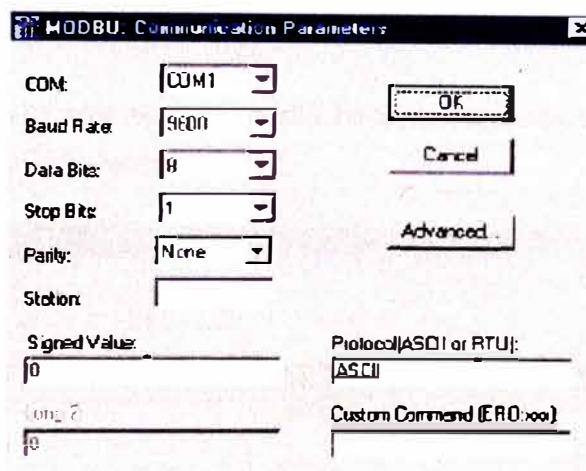 MODBU: Communication Parameters
COM: COM1
OK
Baud Rate: 9600
Cancel
Data Bits: 8
Stop Bits: 1
Advanced...
Parity: None
Station:
Signed Value:
0
Protocol(ASCII or RTU):
ASCII
Custom Command (ERO:xxx):
0